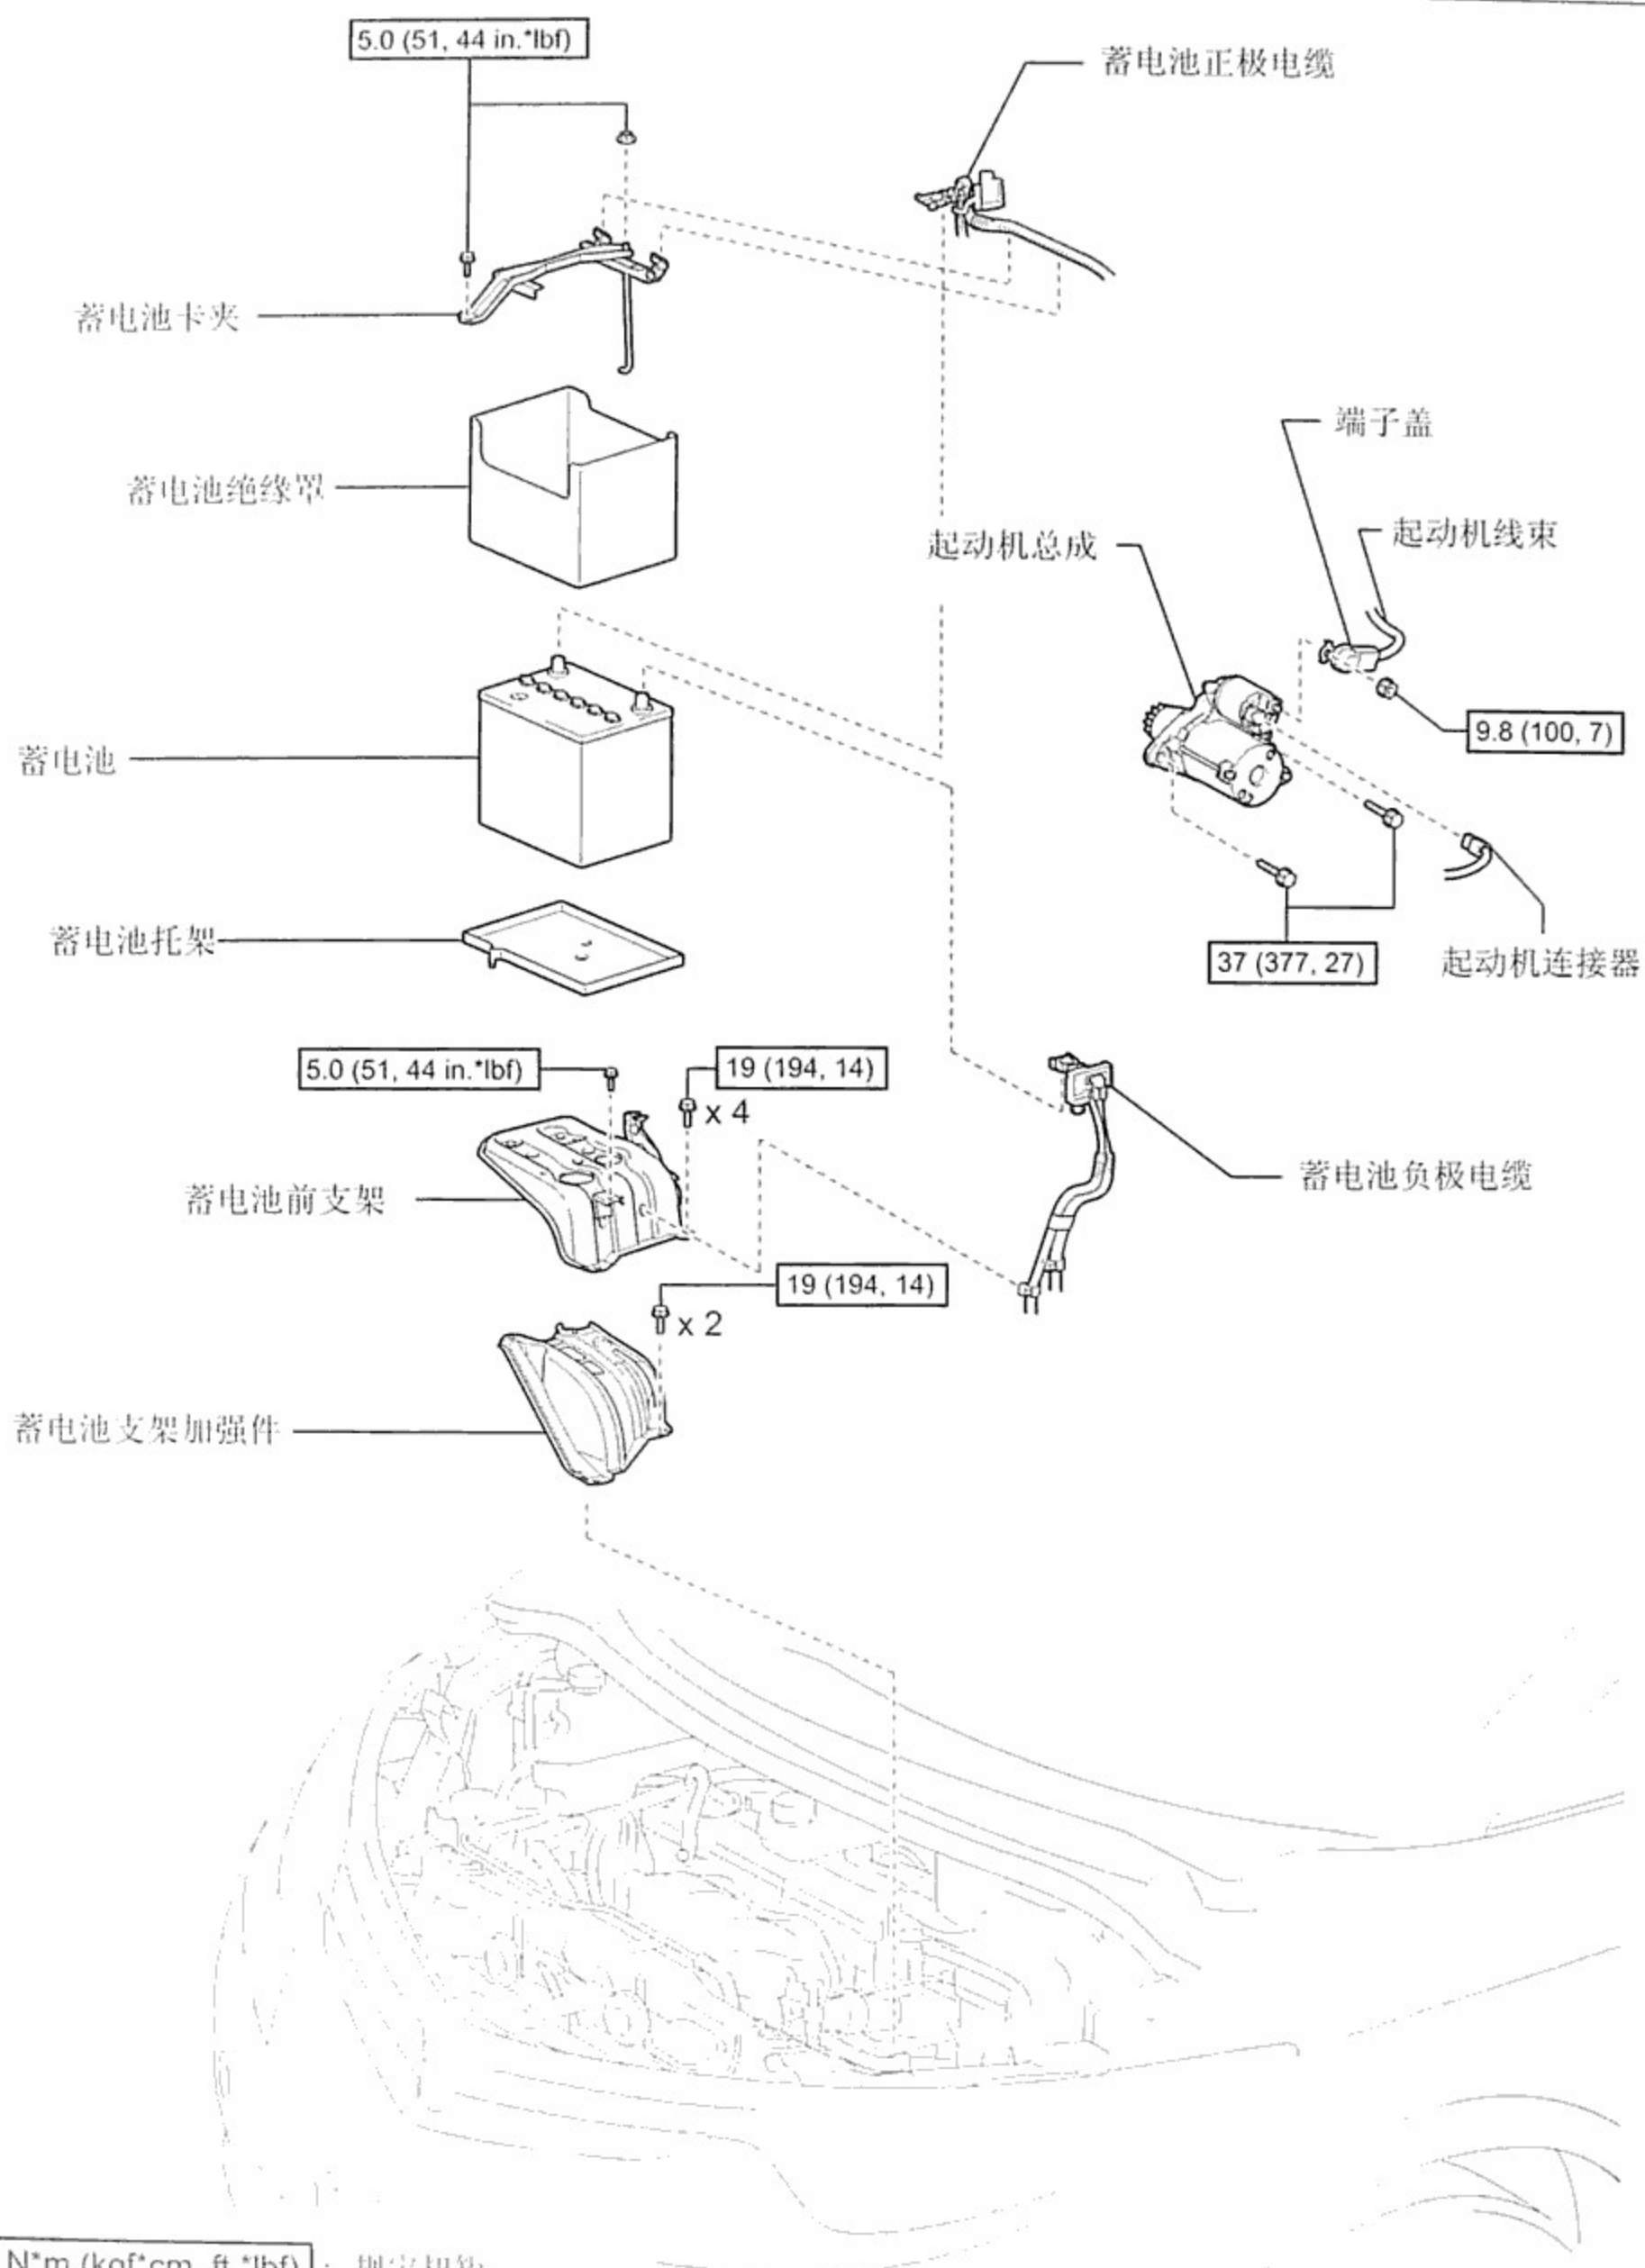 5.0 (51, 44 in.*lbf)
蓄电池正极电缆
蓄电池卡夹
端子盖
蓄电池绝缘罩
起动机线束
起动机总成
9.8 (100, 7)
蓄电池
蓄电池托架
37 (377, 27)
起动机连接器
5.0 (51, 44 in.*lbf)
19 (194, 14)
x 4
蓄电池负极电缆
蓄电池前支架
19 (194, 14)
x 2
蓄电池支架加强件
N*m (kgf*cm, ft.*lbf) : 规定扭矩